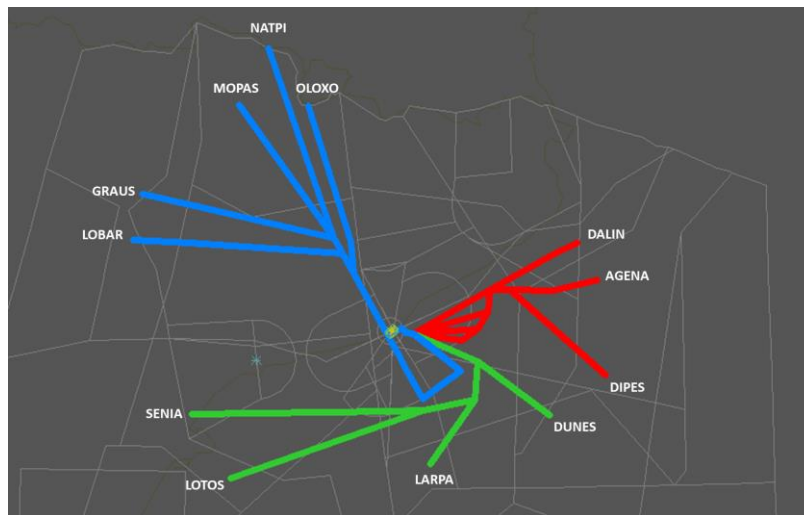 NATPI
MOPAS
OLOXO
GRAUS
LOBAR
DALIN
AGENA
DIPES
SENIA
DUNES
LARPA
LOTOS